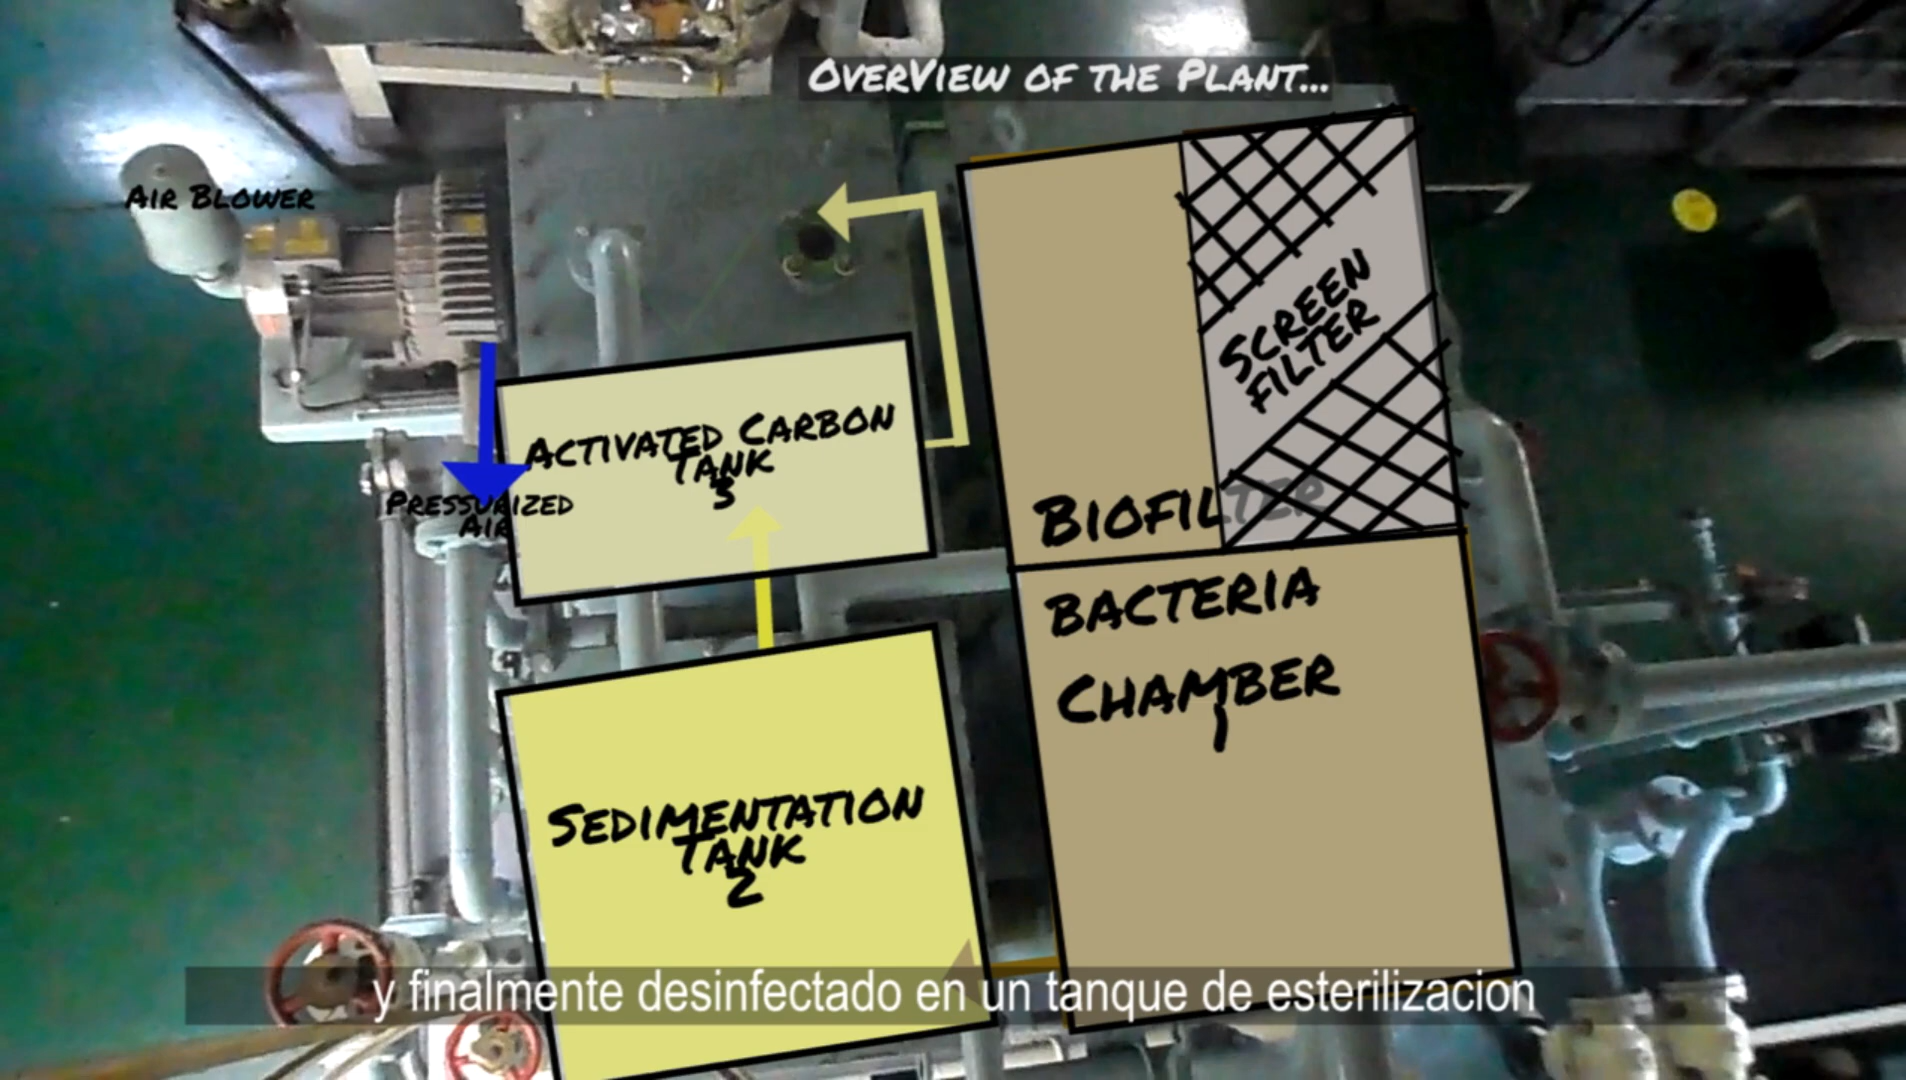 OverView of the Plant...
Air Blower
Screen
Filter
Activated Carbon
Tank
3
Pressurized
Air
Biofilter
Bacteria
Chamber
1
Sedimentation
Tank
2
y finalmente desinfectado en un tanque de esterilizacion